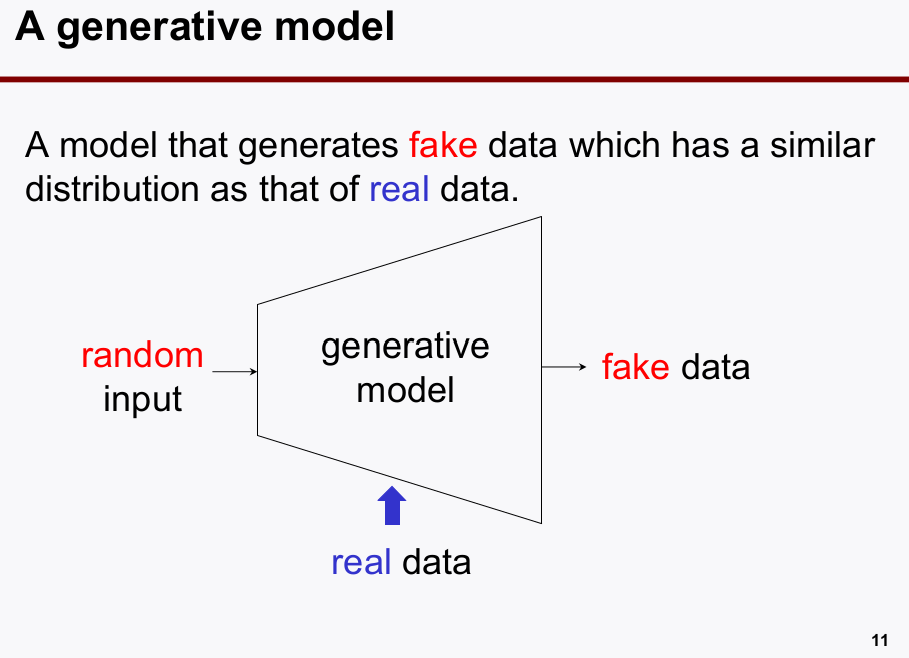 A generative model
A model that generates fake data which has a similar
distribution as that of real data.
random
input
generative
model
fake data
real data
11